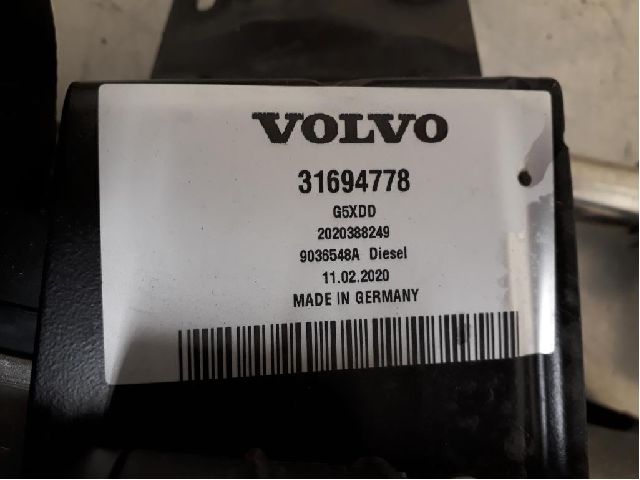 VOLVO
31694778
G5XDD
2020388249
9036548A Diesel
11.02.2020
MADE IN GERMANY